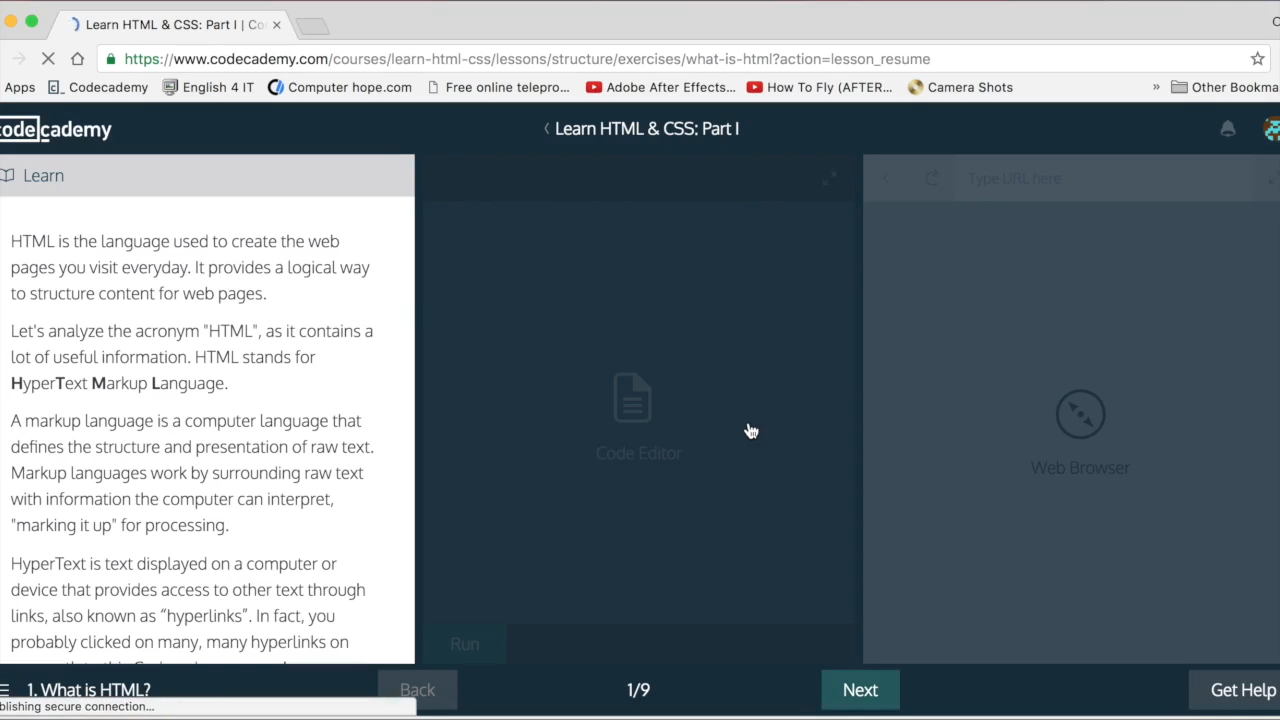 Learn HTML & CSS: Part I | Co
https://www.codecademy.com/courses/learn-html-css/lessons/structure/exercises/what-is-html?action=lesson_resume
Apps Codecademy English 4 IT Computer hope.com Free online telepro... Adobe After Effects... How To Fly (AFTER... Camera Shots » Other Bookma
codecademy
Learn HTML & CSS: Part I
Learn
Type URL here
HTML is the language used to create the web
pages you visit everyday. It provides a logical way
to structure content for web pages.
Let's analyze the acronym "HTML", as it contains a
lot of useful information. HTML stands for
HyperText Markup Language.
A markup language is a computer language that
defines the structure and presentation of raw text.
Markup languages work by surrounding raw text
with information the computer can interpret,
"marking it up" for processing.
HyperText is text displayed on a computer or
device that provides access to other text through
links, also known as “hyperlinks”. In fact, you
probably clicked on many, many hyperlinks on
Code Editor
Web Browser
Run
1. What is HTML?
Back
1/9
Next
Get Help
blishing secure connection...